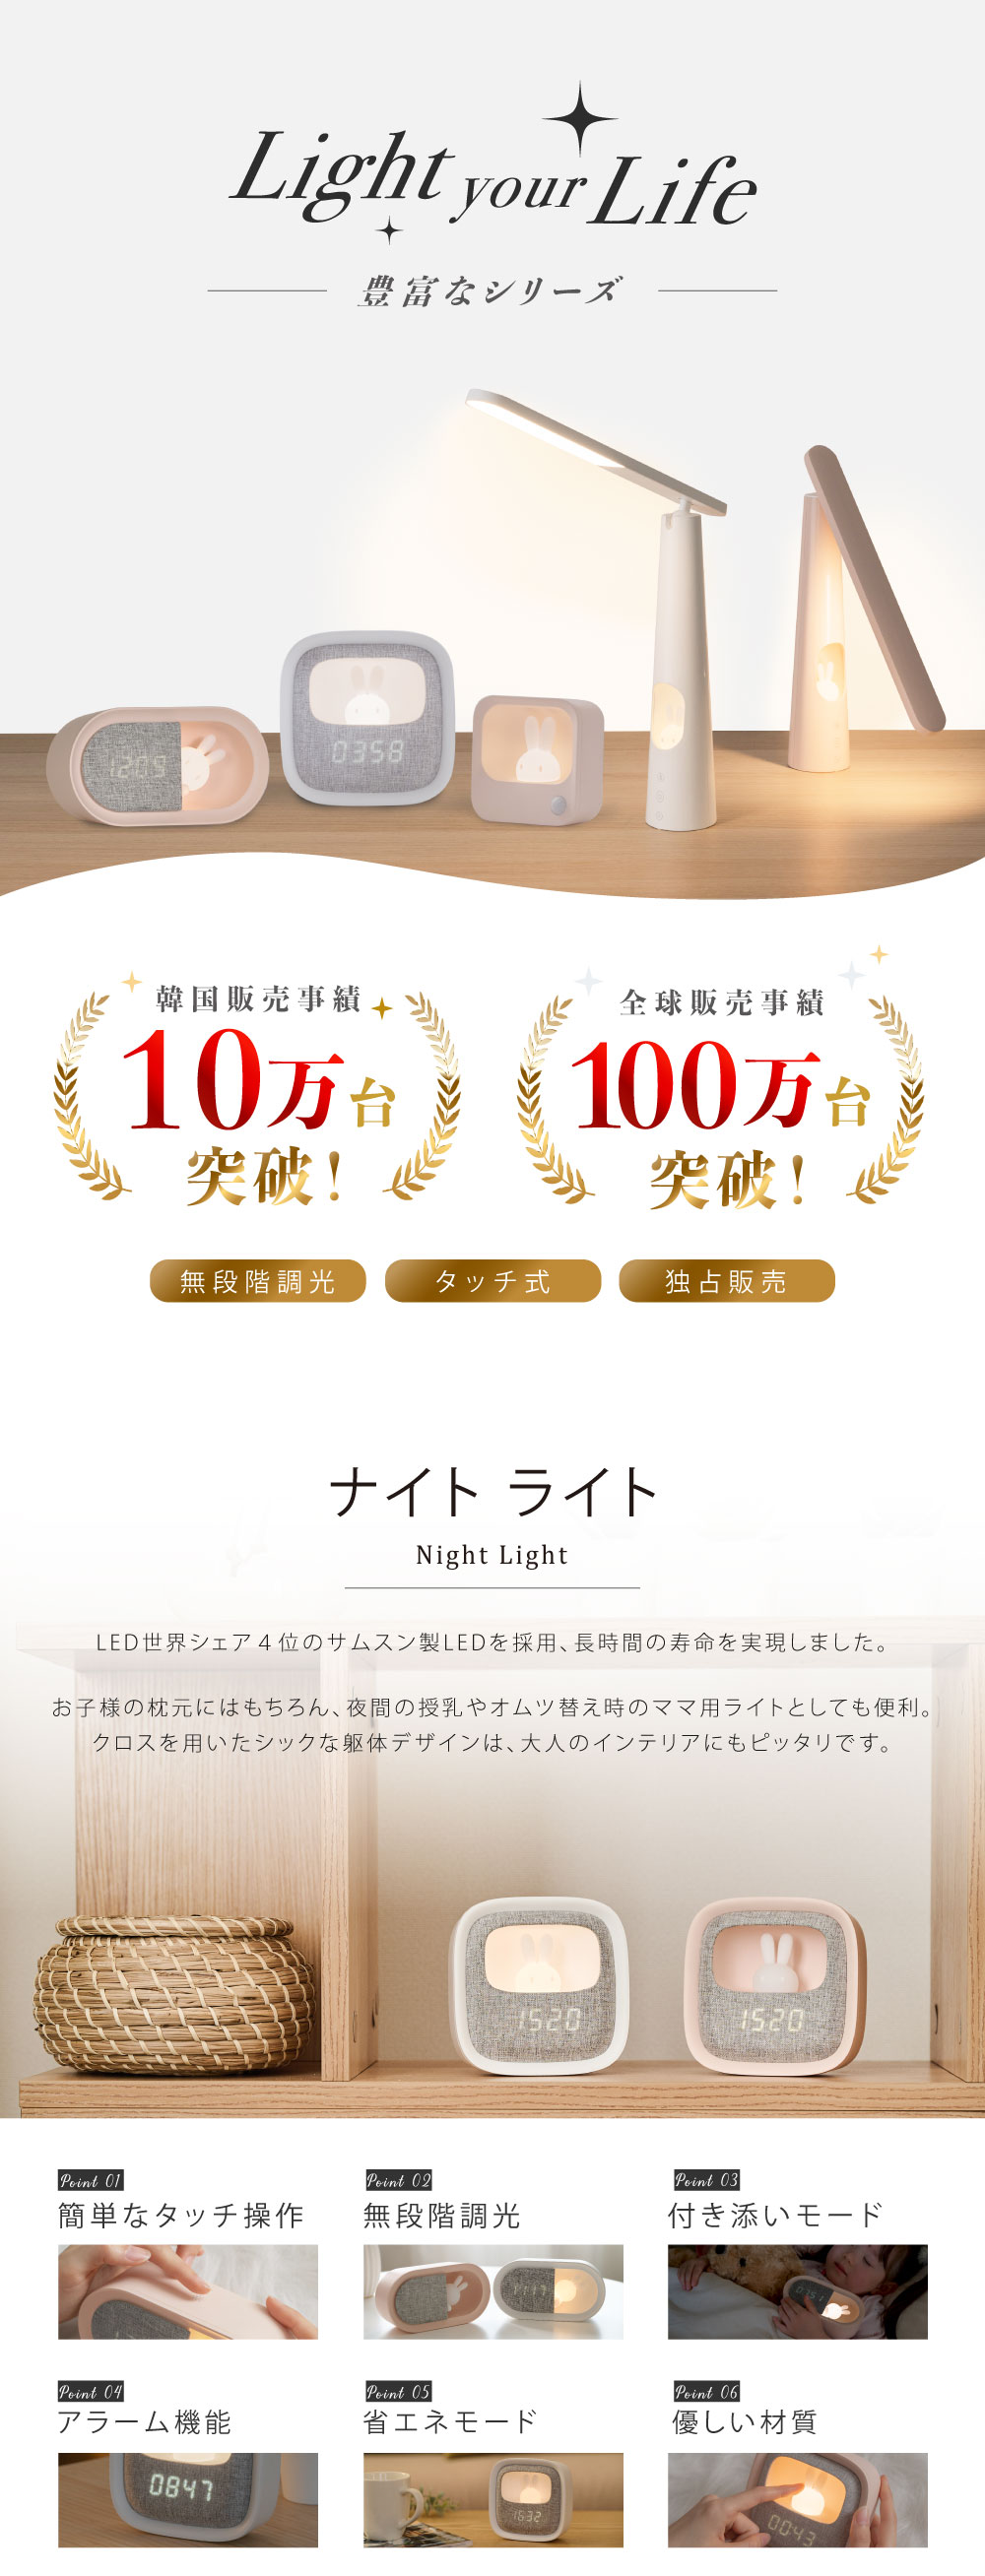 Light your Life
豊富なシリーズ
1209
0358
韓国販売事績
10万台
突破!
全球販売事績
100万台
突破!
無段階調光
タッチ式
独占販売
ナイト ライト
Night Light
LED世界シェア4位のサムスン製LEDを採用、長時間の寿命を実現しました。
お子様の枕元にはもちろん、夜間の授乳やオムツ替え時のママ用ライトとしても便利。
クロスを用いたシックな躯体デザインは、大人のインテリアにもピッタリです。
1520
1520
Point 01
簡単なタッチ操作
Point 02
無段階調光
Point 03
付き添いモード
Point 04
アラーム機能
0847
Point 05
省エネモード
1632
Point 06
優しい材質
0043